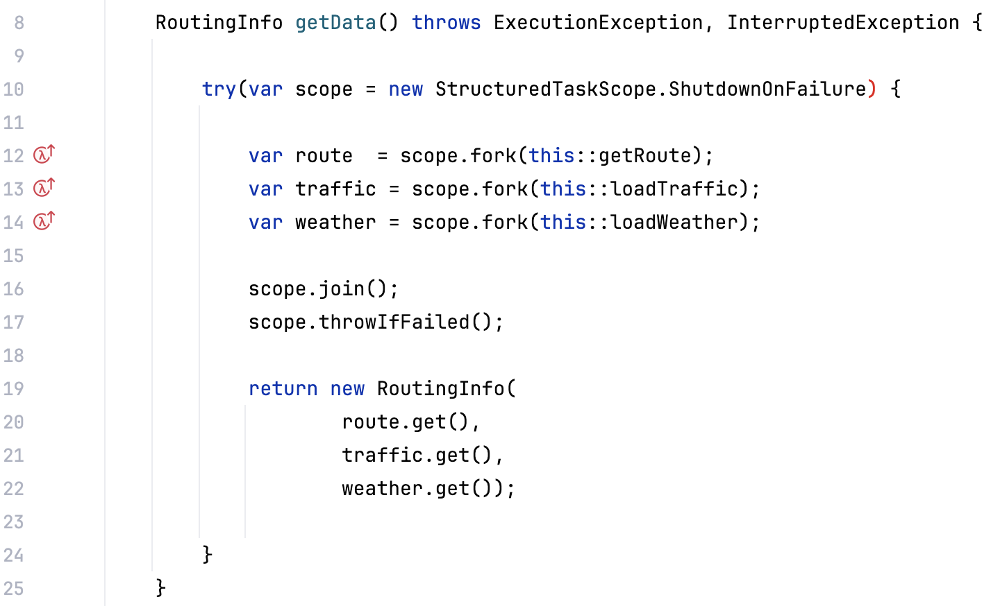 8 RoutingInfo getData() throws ExecutionException, InterruptedException {
9
10 try(var scope = new StructuredTaskScope.ShutdownOnFailure) {
11
12 var route  = scope.fork(this::getRoute);
13 var traffic = scope.fork(this::loadTraffic);
14 var weather = scope.fork(this::loadWeather);
15
16 scope.join();
17 scope.throwIfFailed();
18
19 return new RoutingInfo(
20 route.get(),
21 traffic.get(),
22 weather.get());
23
24 }
25 }